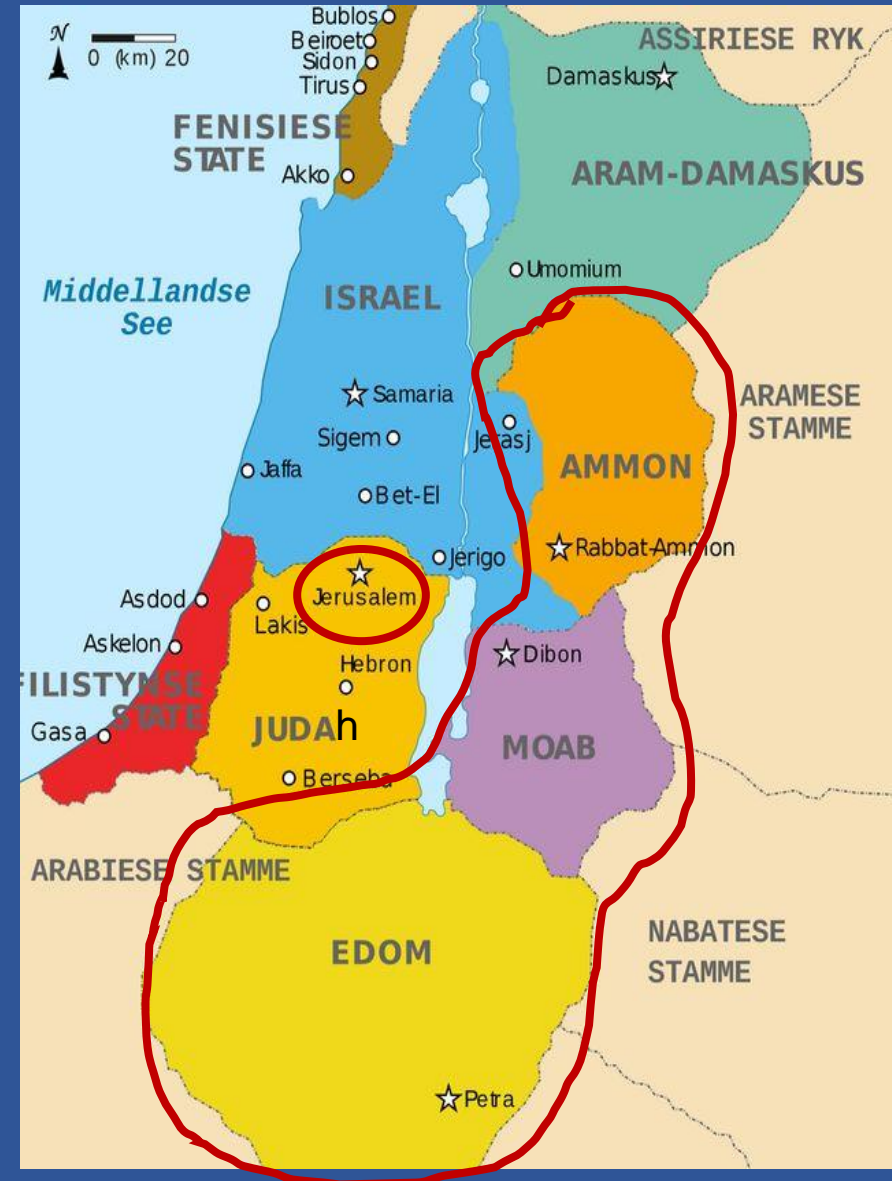 Bublos
Beiroet
Sidon
Tirus
N
0 (km) 20
ASSIRIESE RYK
Damaskus
FENISIESE
STATE
Akko
ARAM-DAMASKUS
Umomium
Middellandse
See
ISRAEL
Samaria
ARAMESE
STAMME
Sigem
Jerasj
Jaffa
AMMON
Bet-El
Jerigo
Rabbat-Ammon
Jerusalem
Asdod
Lakis
Askelon
Dibon
Hebron
FILISTYNSE
STATE
Gasa
JUDAh
MOAB
Berseba
ARABIESE STAMME
EDOM
NABATESE
STAMME
Petra